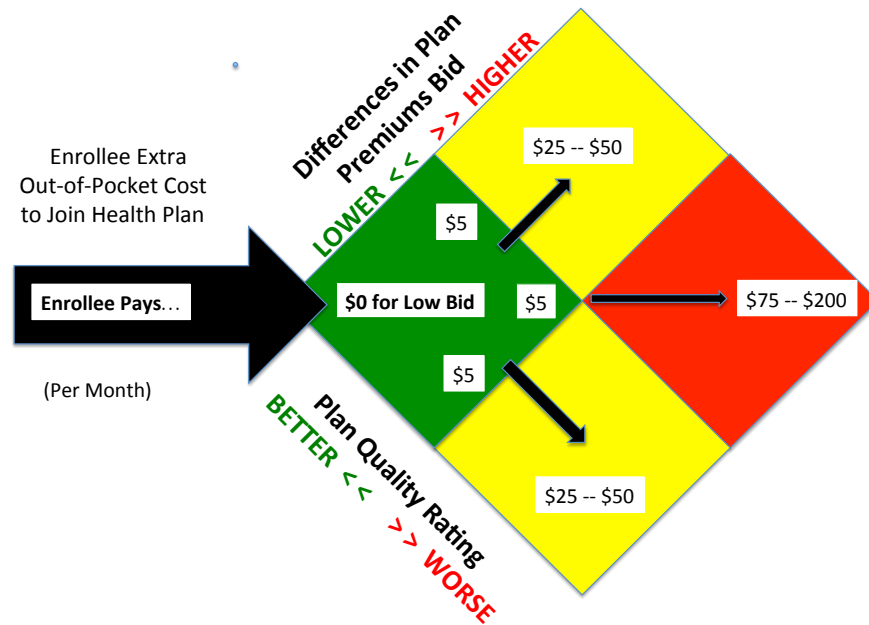 Enrollee Extra
Out-of-Pocket Cost
to Join Health Plan
Enrollee Pays...
(Per Month)
Differences in Plan
Premiums Bid
LOWER < < >> HIGHER
$0 for Low Bid
$5
$5
$5
$25 -- $50
$75 -- $200
$25 -- $50
Plan Quality Rating
BETTER < < >> WORSE